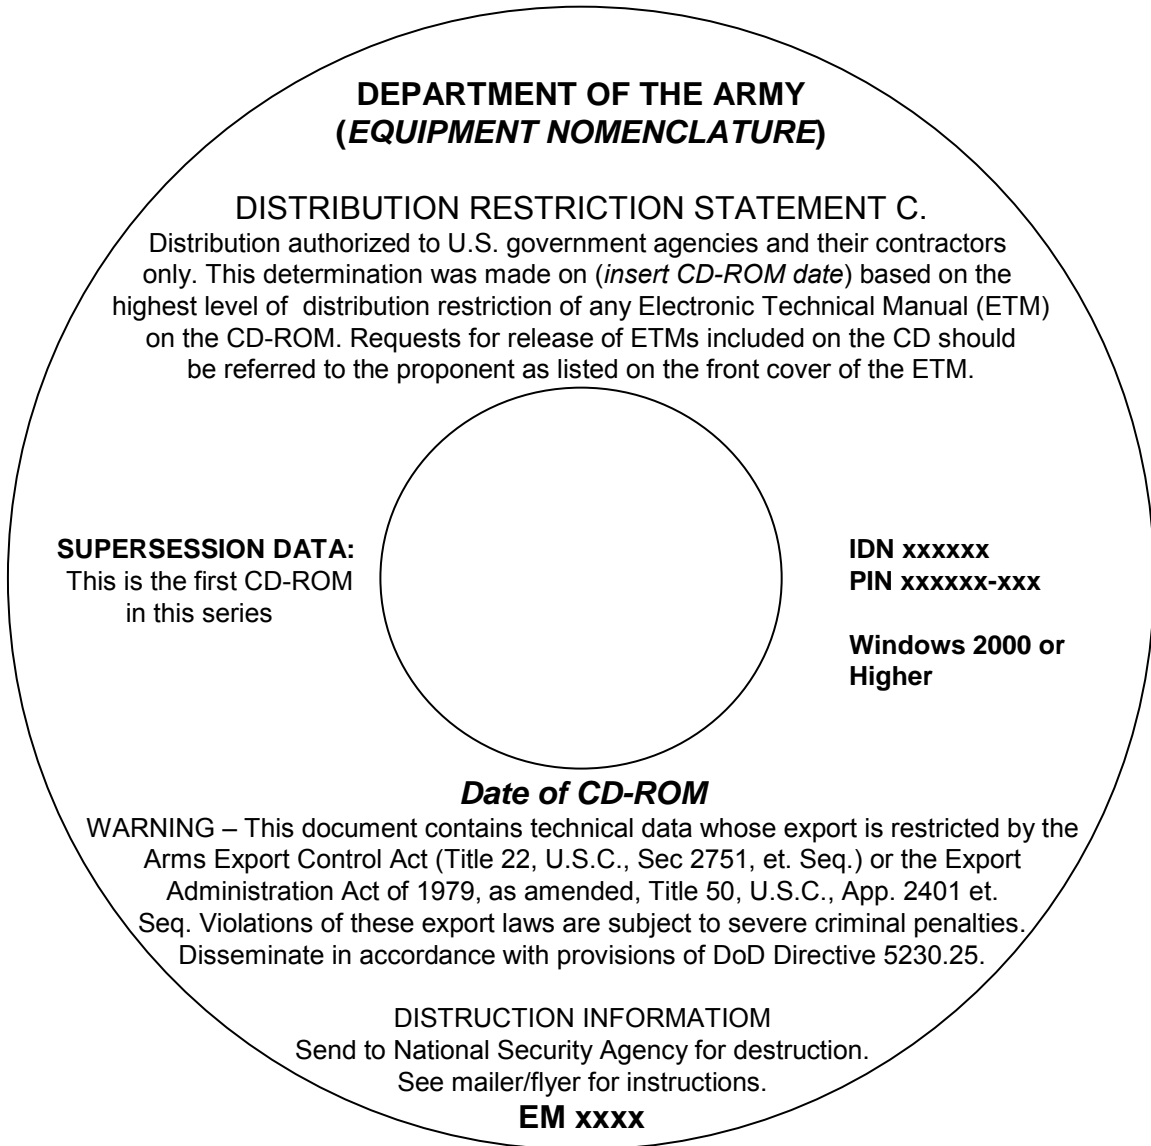 DEPARTMENT OF THE ARMY
(EQUIPMENT NOMENCLATURE)
DISTRIBUTION RESTRICTION STATEMENT C.
Distribution authorized to U.S. government agencies and their contractors
only. This determination was made on (insert CD-ROM date) based on the
highest level of distribution restriction of any Electronic Technical Manual (ETM)
on the CD-ROM. Requests for release of ETMs included on the CD should
be referred to the proponent as listed on the front cover of the ETM.
SUPERSESSION DATA:
This is the first CD-ROM
in this series
IDN xxxxxx
PIN xxxxxx-xxx
Windows 2000 or
Higher
Date of CD-ROM
WARNING – This document contains technical data whose export is restricted by the
Arms Export Control Act (Title 22, U.S.C., Sec 2751, et. Seq.) or the Export
Administration Act of 1979, as amended, Title 50, U.S.C., App. 2401 et.
Seq. Violations of these export laws are subject to severe criminal penalties.
Disseminate in accordance with provisions of DoD Directive 5230.25.
DISTRUCTION INFORMATIOM
Send to National Security Agency for destruction.
See mailer/flyer for instructions.
EM xxxx